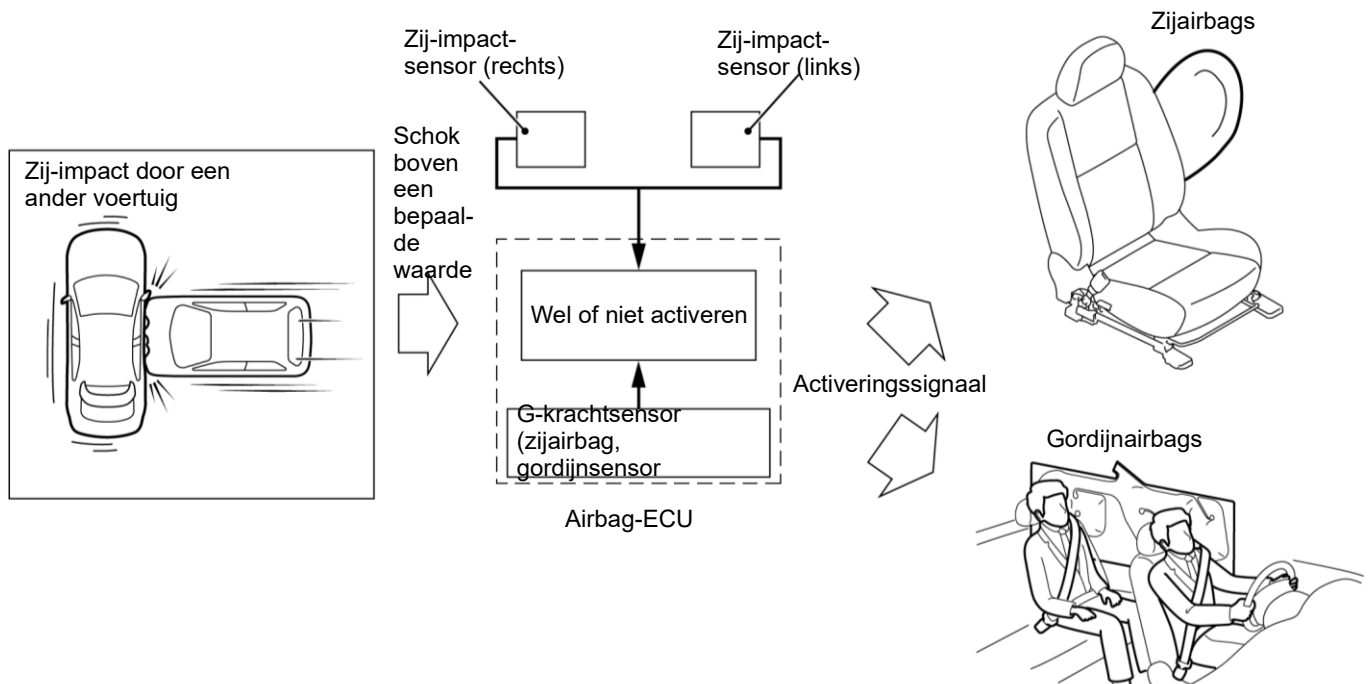 Zij-impact door een
ander voertuig
Schok
boven
een
bepaal-
de
waarde
Zij-impact-
sensor (rechts)
Zij-impact-
sensor (links)
Wel of niet activeren
G-krachtsensor
(zijairbag,
gordijnsensor
Airbag-ECU
Activeringssignaal
Zijairbags
Gordijnairbags